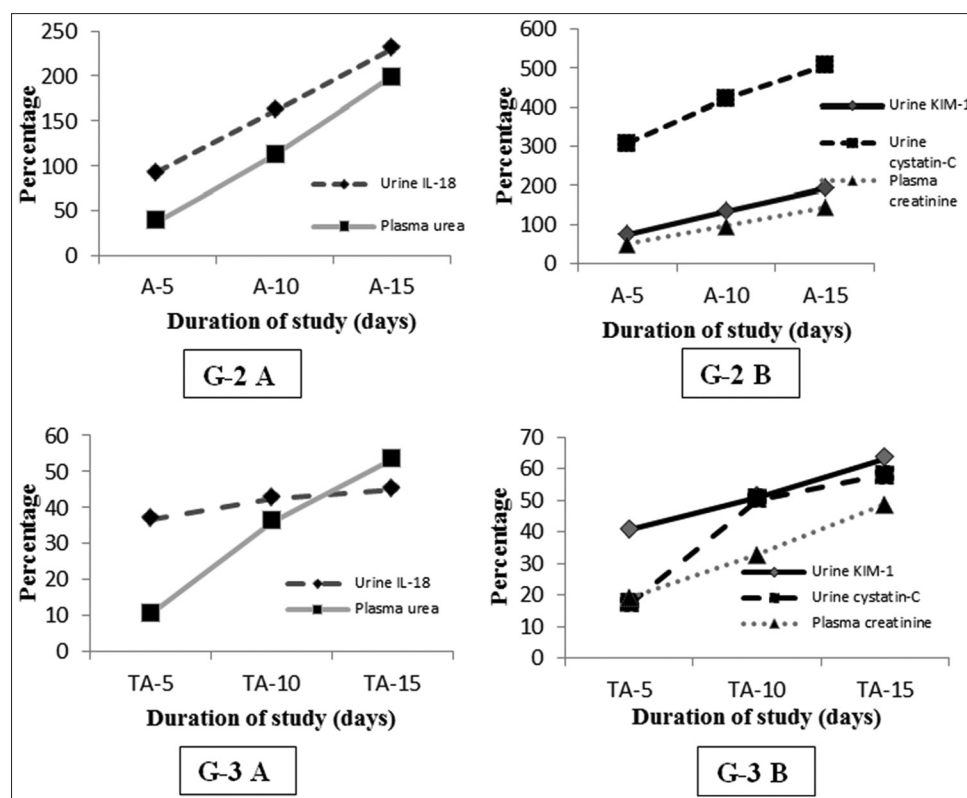 250
200
150
100
50
0
Percentage
Urine IL-18
Plasma urea
A-5 A-10 A-15
Duration of study (days)
G-2 A
600
500
400
300
200
100
0
Percentage
Urine KIM-1
Urine
cystatin-C
Plasma
creatinine
A-5 A-10 A-15
Duration of study (days)
G-2 B
60
50
40
30
20
10
0
Percentage
Urine IL-18
Plasma urea
TA-5 TA-10 TA-15
Duration of study (days)
G-3 A
70
60
50
40
30
20
10
0
Percentage
Urine KIM-1
Urine cystatin-C
Plasma creatinine
TA-5 TA-10 TA-15
Duration of study (days)
G-3 B